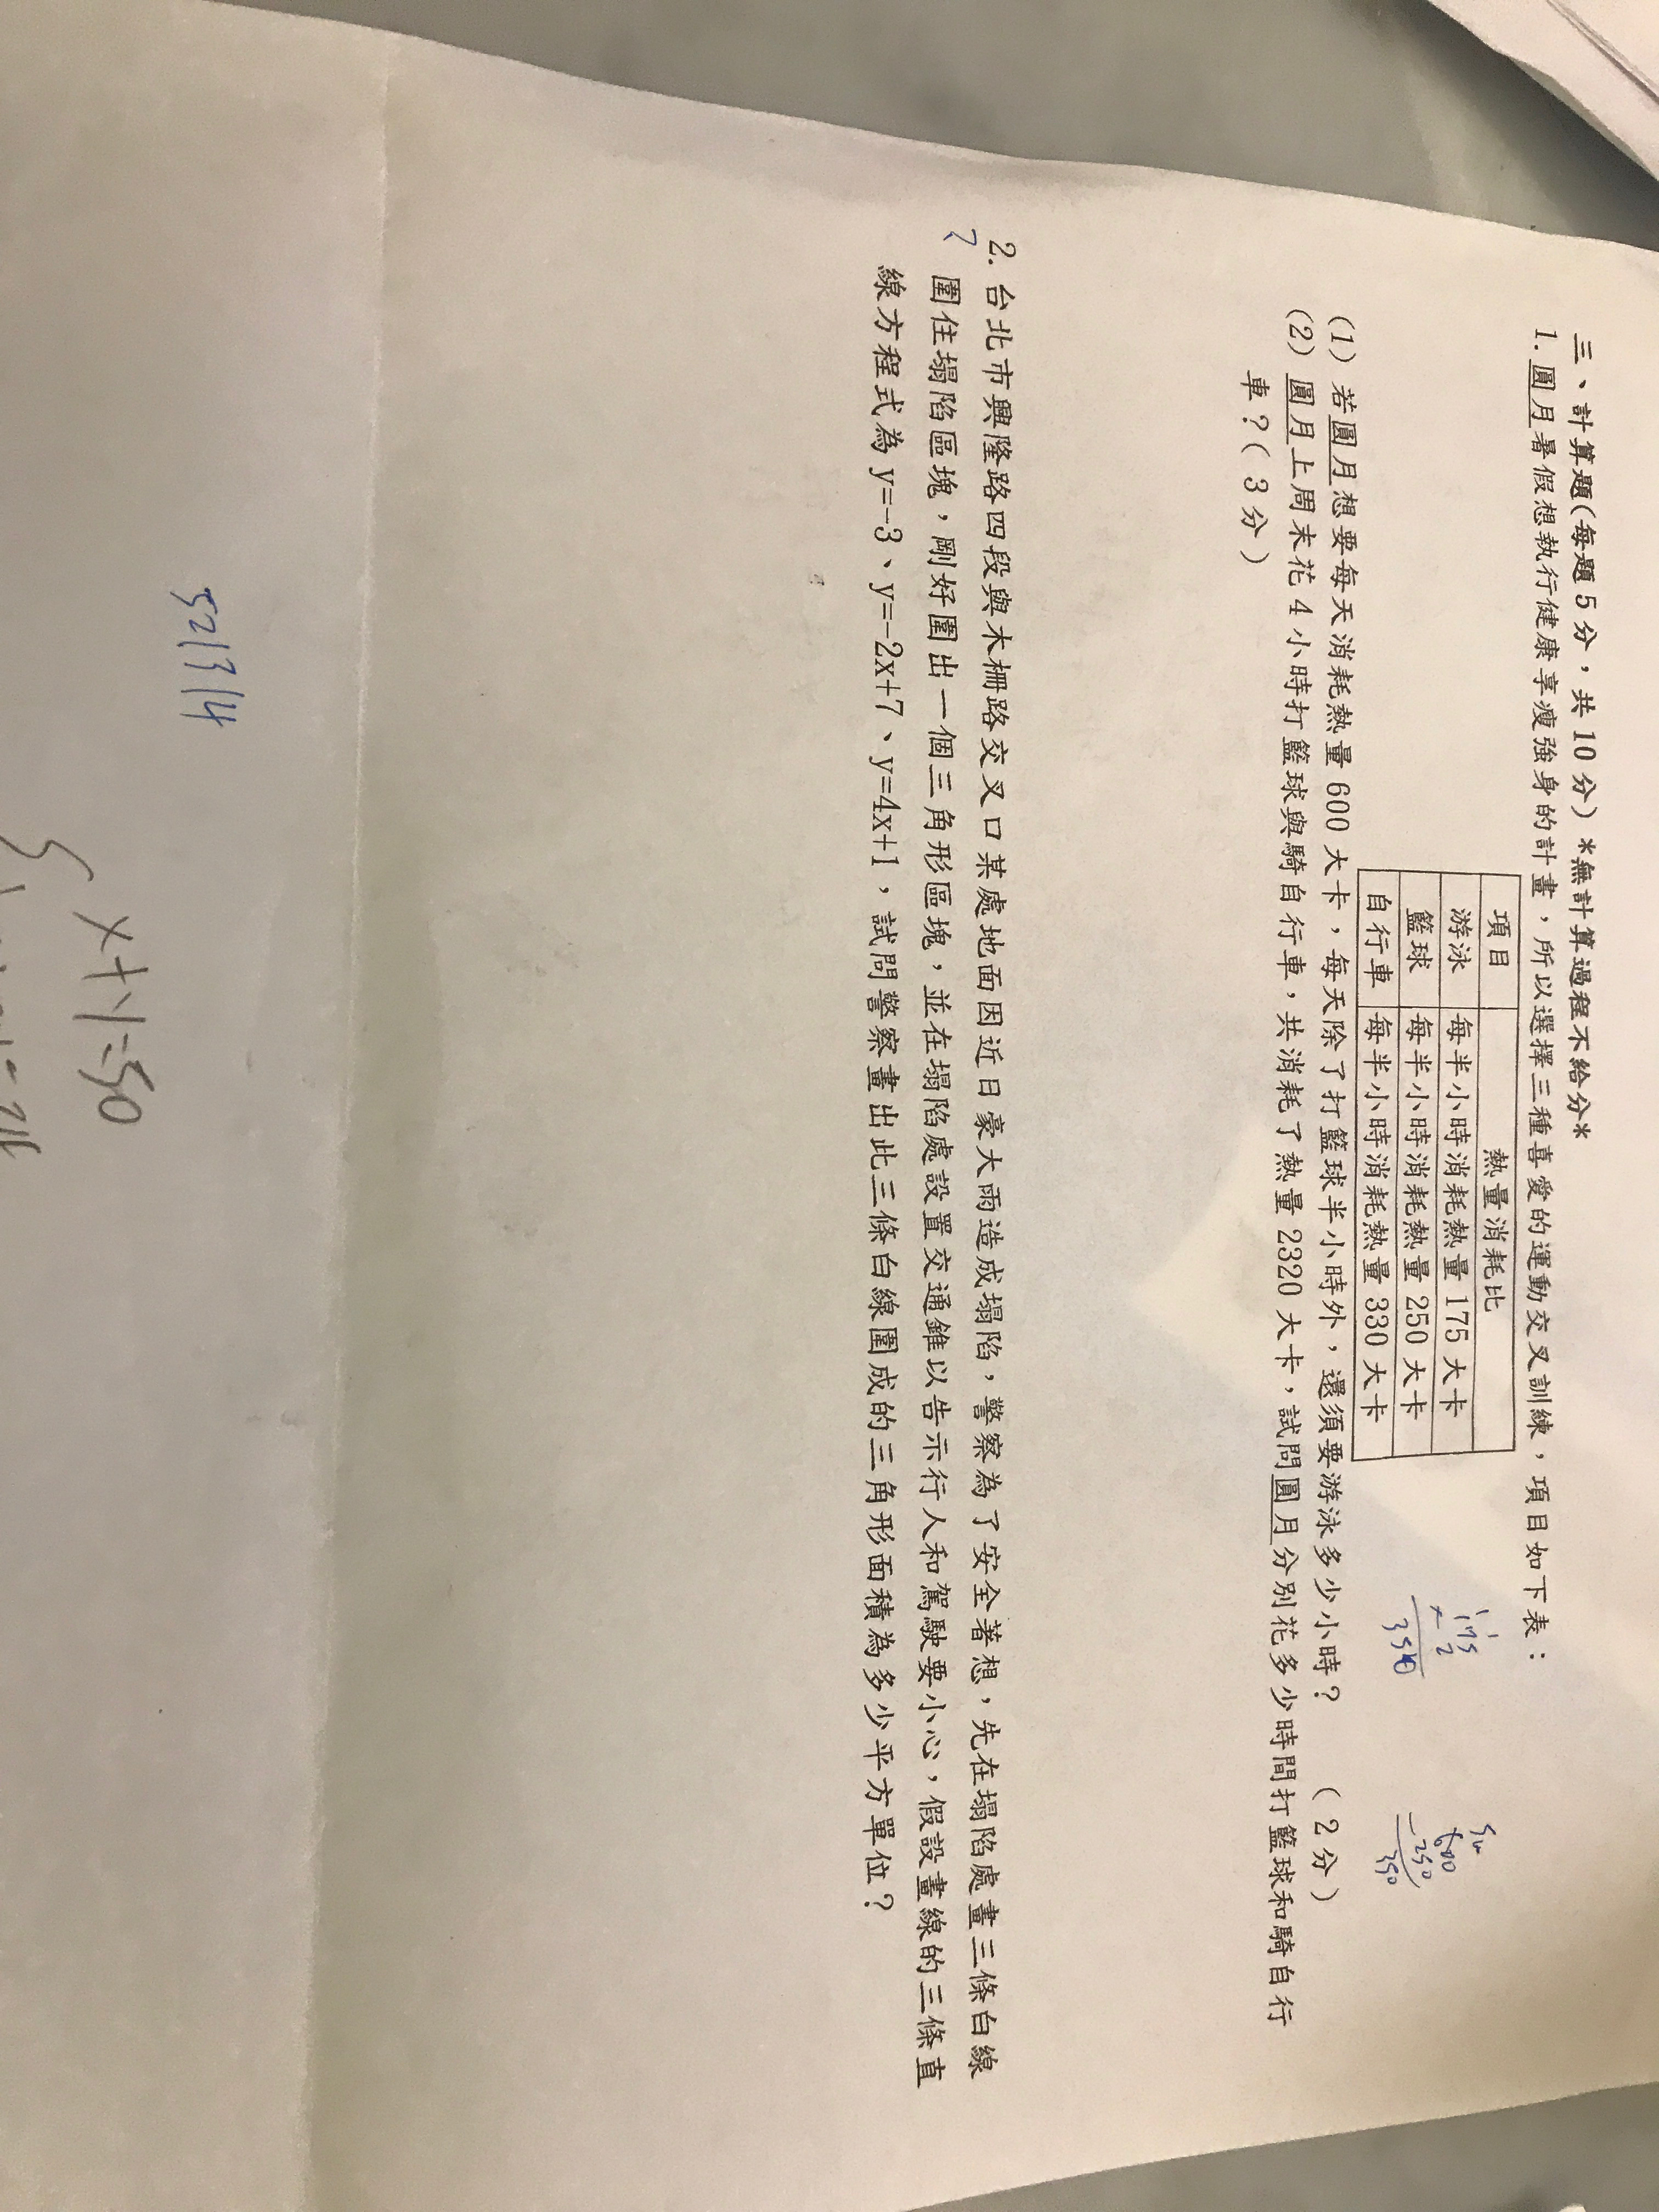 三、計算題(每題5分，共10分)*無計算過程不給分*
1.圓月暑假想執行健康享瘦強身的計畫，所以選擇三種喜愛的運動交叉訓練，項目如下表：
項目 熱量消耗比
游泳 每半小時消耗熱量175大卡
籃球 每半小時消耗熱量250大卡
自行車 每半小時消耗熱量330大卡
175
×2
350
600
-250
350
(1)若圓月想要每天消耗熱量600大卡，每天除了打籃球半小時外，還須要游泳多少小時？(2分)
(2)圓月上周末花4小時打籃球與騎自行車，共消耗了熱量2320大卡，試問圓月分別花多少時間打籃球和騎自行
車？(3分)
2.台北市興隆路四段與木柵路交叉口某處地面因近日豪大雨造成塌陷，警察為了安全著想，先在塌陷處畫三條白線
圍住塌陷區塊，剛好圍出一個三角形區塊，並在塌陷處設置交通錐以告示行人和駕駛要小心，假設畫線的三條直
線方程式為y=-3、y=-2x+7、y=4x+1，試問警察畫出此三條白線圍成的三角形面積為多少平方單位？
x+y=50